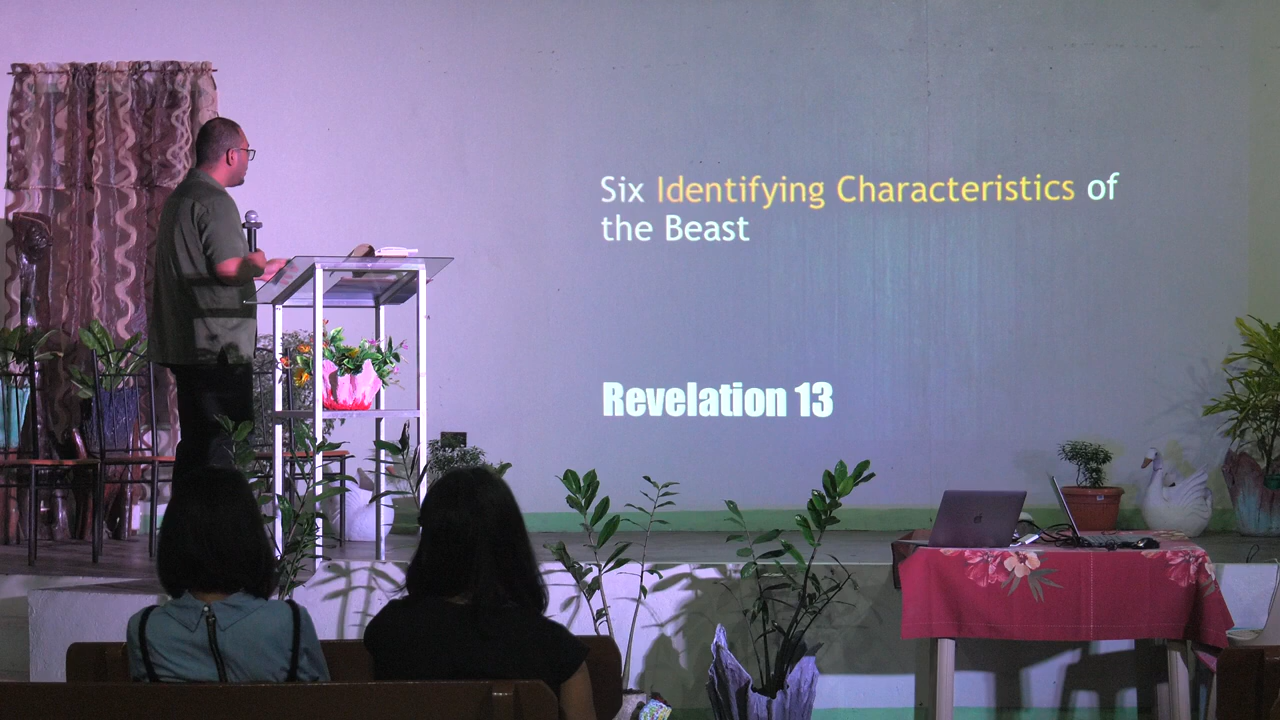 Six Identifying Characteristics of
the Beast
Revelation 13